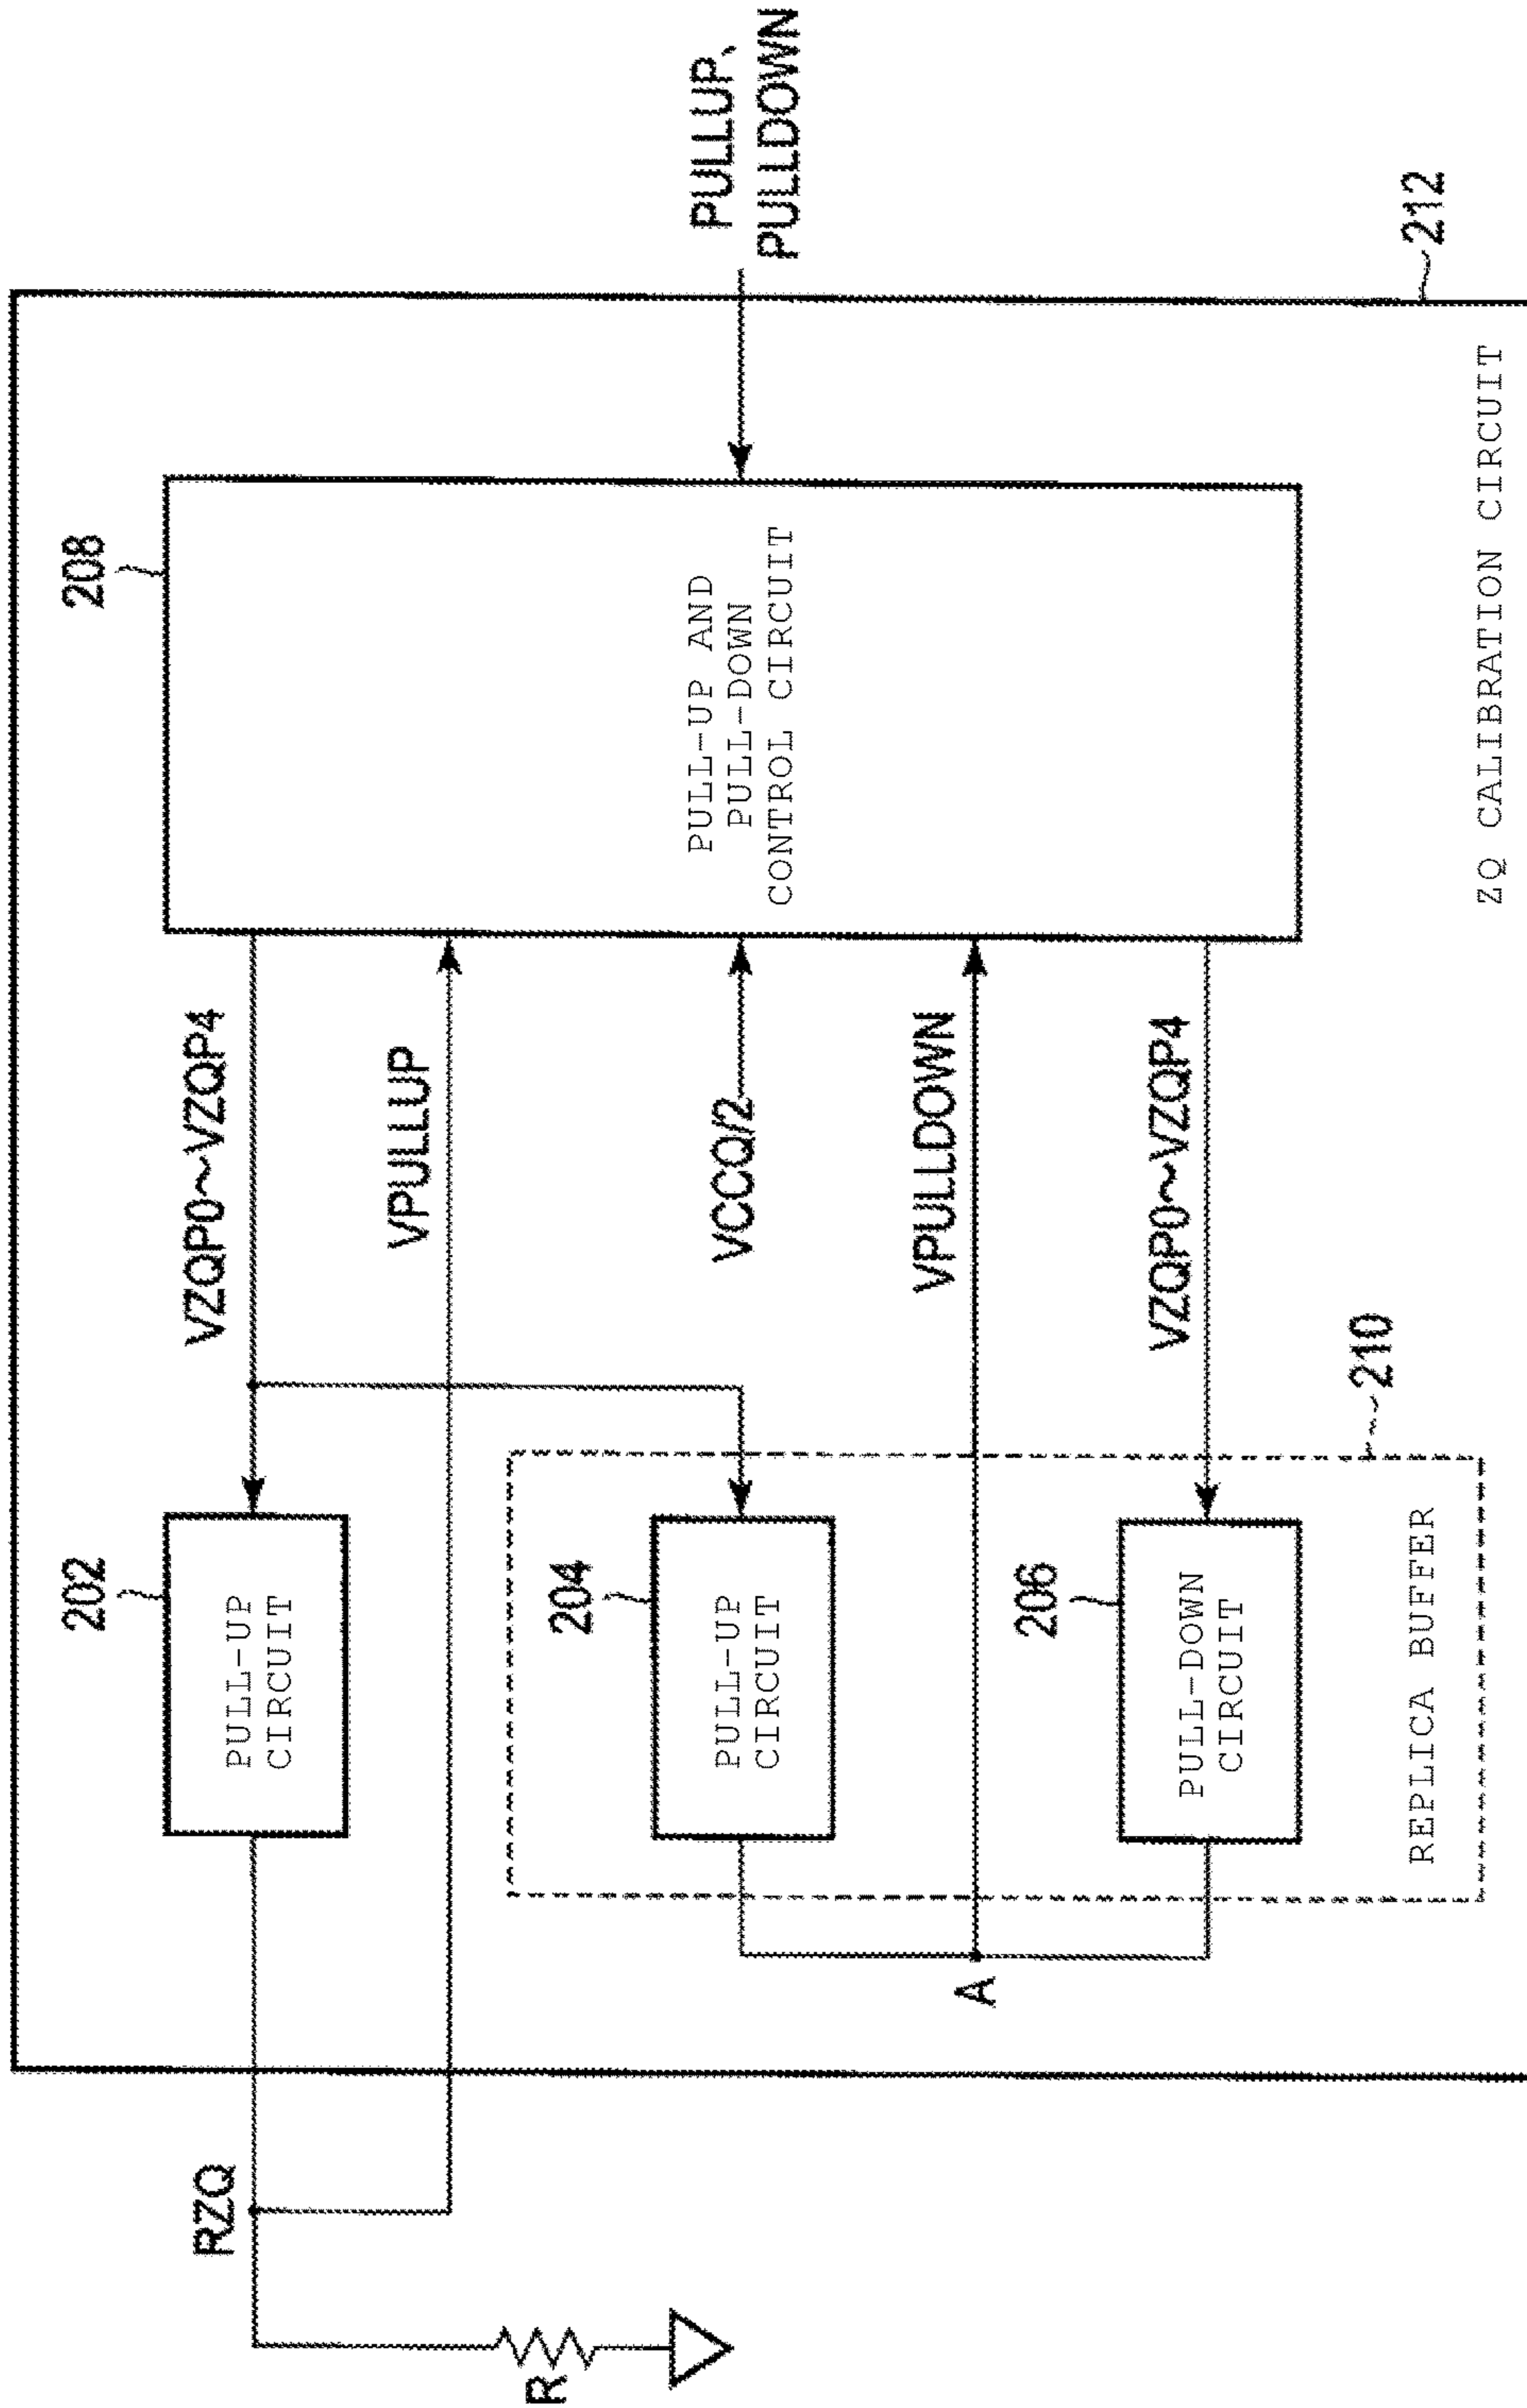 PULLUP、
PULLDOWN
212
208
PULL-UP AND
PULL-DOWN
CONTROL CIRCUIT
ZQ CALIBRATION CIRCUIT
VZQP0~VZQP4
VPULLUP
VCCQ/2
VPULLDOWN
VZQP0~VZQP4
202
PULL-UP
CIRCUIT
204
PULL-UP
CIRCUIT
206
PULL-DOWN
CIRCUIT
210
REPLICA BUFFER
A
RZQ
R